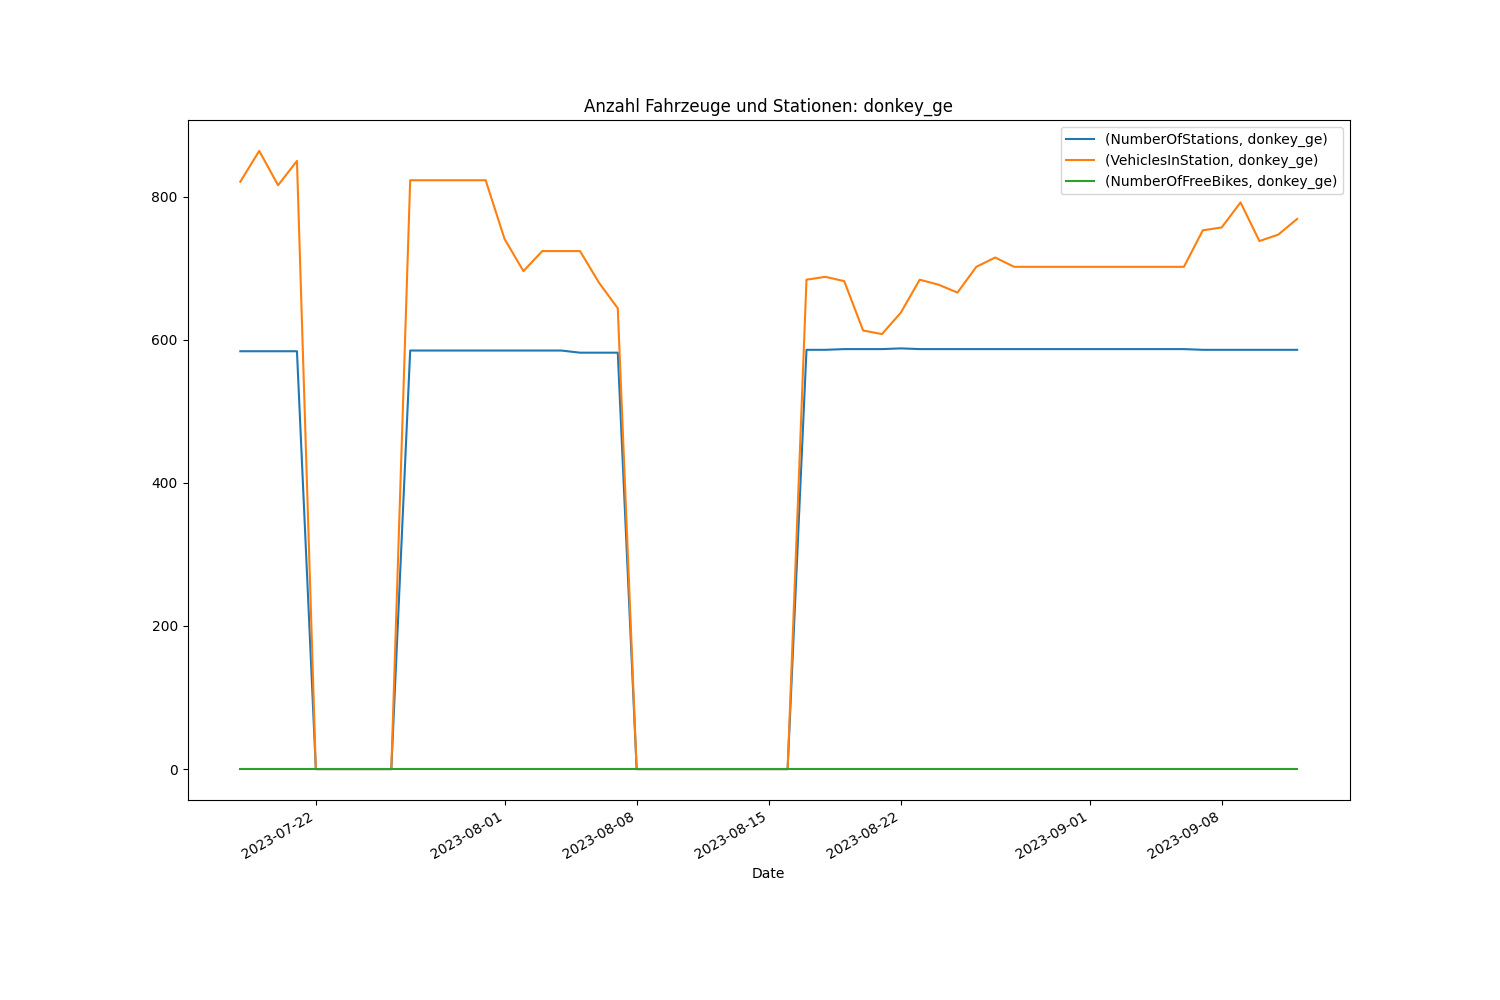 Anzahl Fahrzeuge und Stationen: donkey_ge
(NumberOfStations, donkey_ge)
(VehiclesInStation, donkey_ge)
(NumberOfFreeBikes, donkey_ge)
800
600
400
200
0
2023-07-22
2023-08-01
2023-08-08
2023-08-15
2023-08-22
2023-09-01
2023-09-08
Date